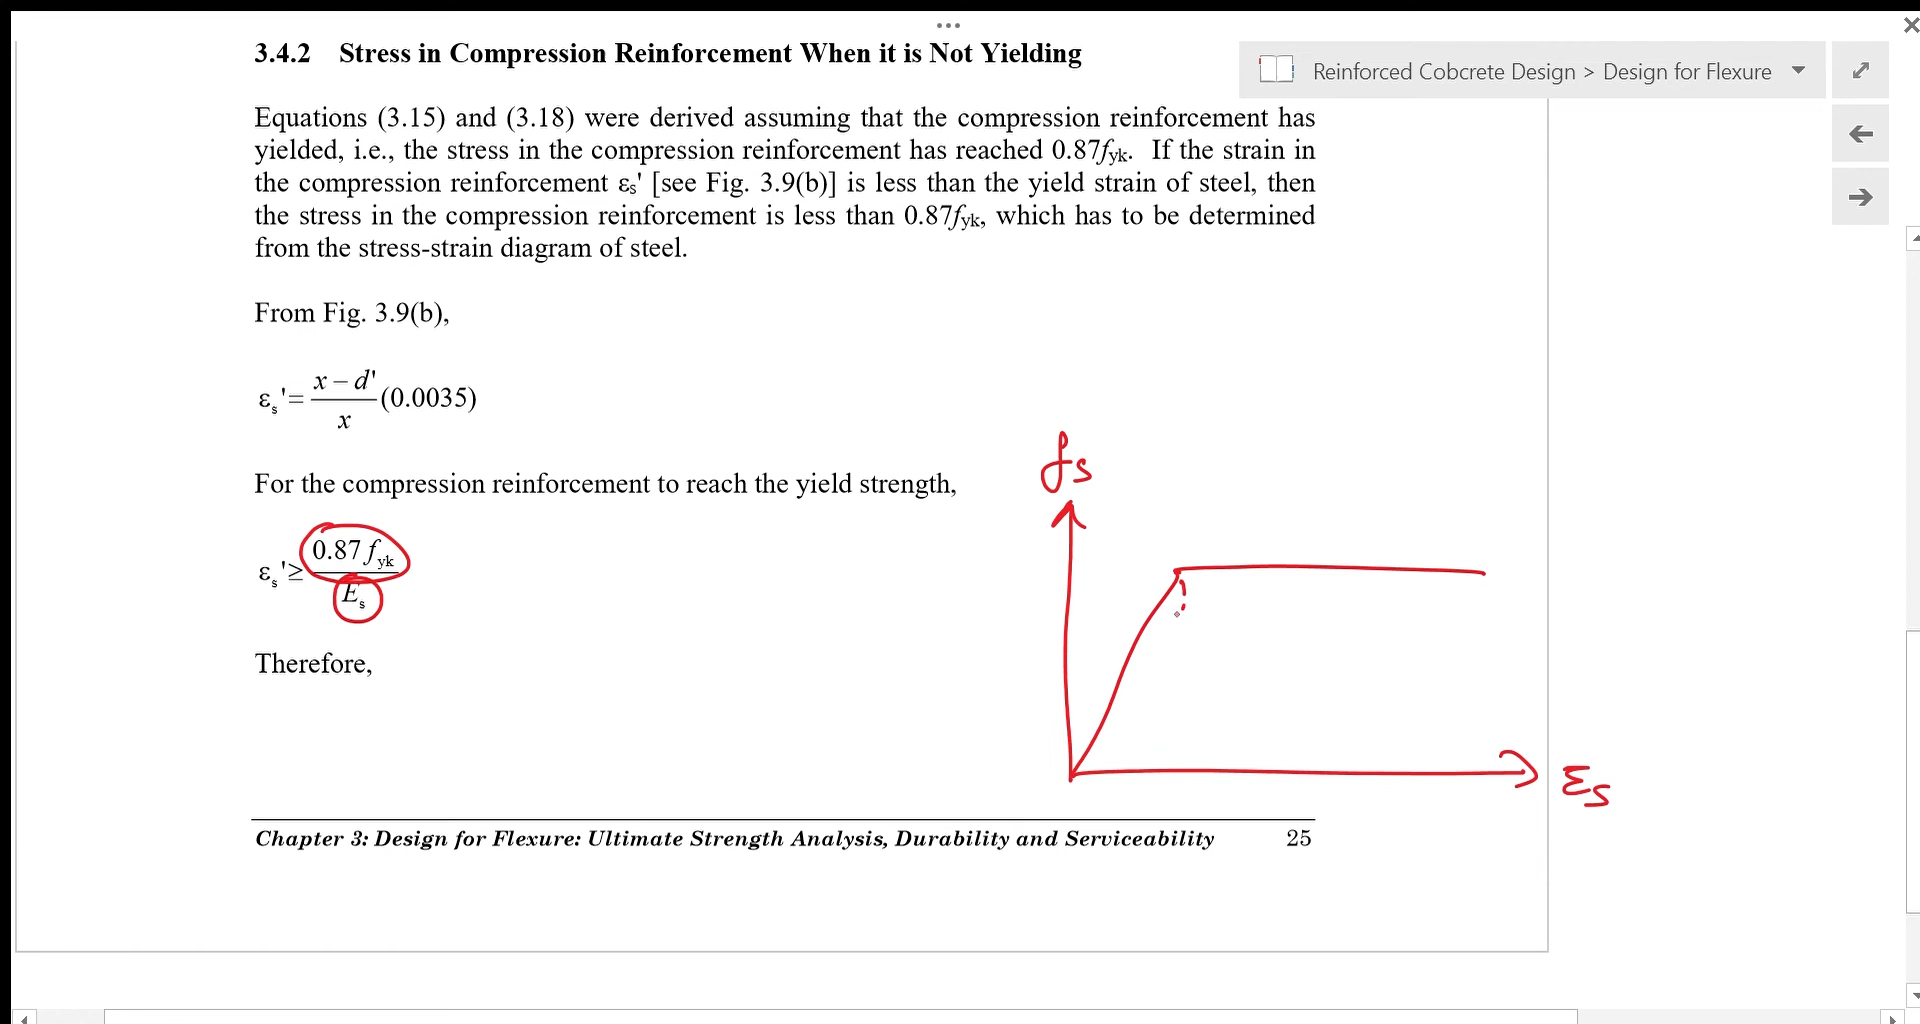 3.4.2 Stress in Compression Reinforcement When it is Not Yielding
Reinforced Cobcrete Design > Design for Flexure
Equations (3.15) and (3.18) were derived assuming that the compression reinforcement has
yielded, i.e., the stress in the compression reinforcement has reached 0.87fyk. If the strain in
the compression reinforcement εs' [see Fig. 3.9(b)] is less than the yield strain of steel, then
the stress in the compression reinforcement is less than 0.87fyk, which has to be determined
from the stress-strain diagram of steel.
From Fig. 3.9(b),
εs'= (x – d')/x (0.0035)
For the compression reinforcement to reach the yield strength,
εs'≥ 0.87 fyk / Es
Therefore,
fs
εs
Chapter 3: Design for Flexure: Ultimate Strength Analysis, Durability and Serviceability 25